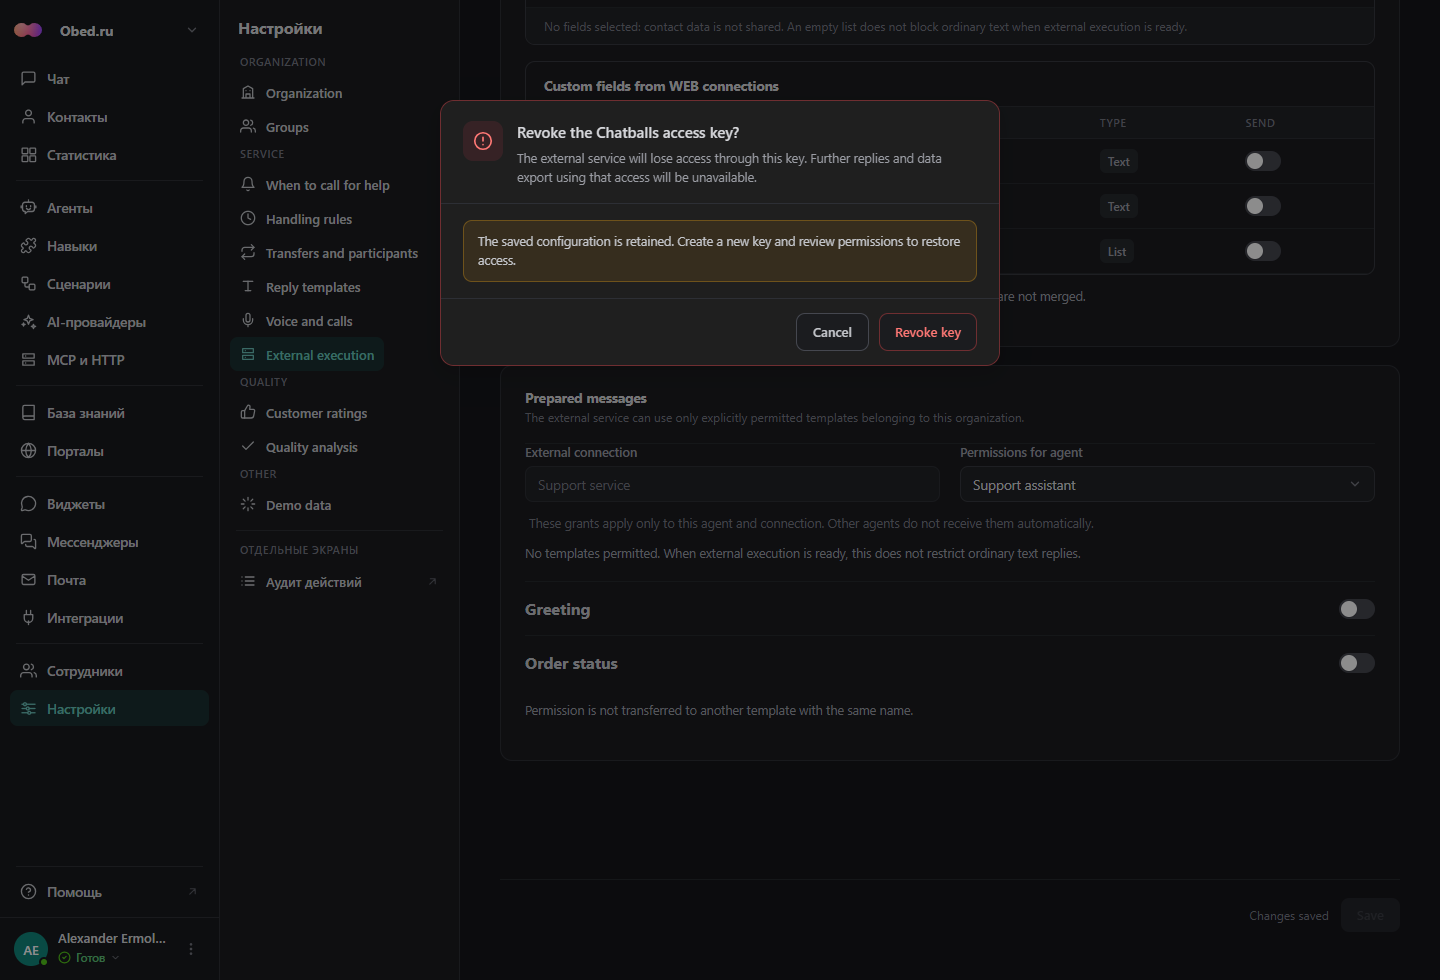 Obed.ru
Чат
Контакты
Статистика
Агенты
Навыки
Сценарии
AI-провайдеры
MCP и HTTP
База знаний
Порталы
Виджеты
Мессенджеры
Почта
Интеграции
Сотрудники
Настройки
Помощь
AE
Alexander Ermol...
Готов
Настройки
ORGANIZATION
Organization
Groups
SERVICE
When to call for help
Handling rules
Transfers and participants
Reply templates
Voice and calls
External execution
QUALITY
Customer ratings
Quality analysis
OTHER
Demo data
ОТДЕЛЬНЫЕ ЭКРАНЫ
Аудит действий
No fields selected: contact data is not shared. An empty list does not block ordinary text when external execution is ready.
Custom fields from WEB connections
TYPE
SEND
Text
Text
List
are not merged.
Revoke the Chatballs access key?
The external service will lose access through this key. Further replies and data
export using that access will be unavailable.
The saved configuration is retained. Create a new key and review permissions to restore
access.
Cancel
Revoke key
Prepared messages
The external service can use only explicitly permitted templates belonging to this organization.
External connection
Permissions for agent
Support service
Support assistant
These grants apply only to this agent and connection. Other agents do not receive them automatically.
No templates permitted. When external execution is ready, this does not restrict ordinary text replies.
Greeting
Order status
Permission is not transferred to another template with the same name.
Changes saved
Save